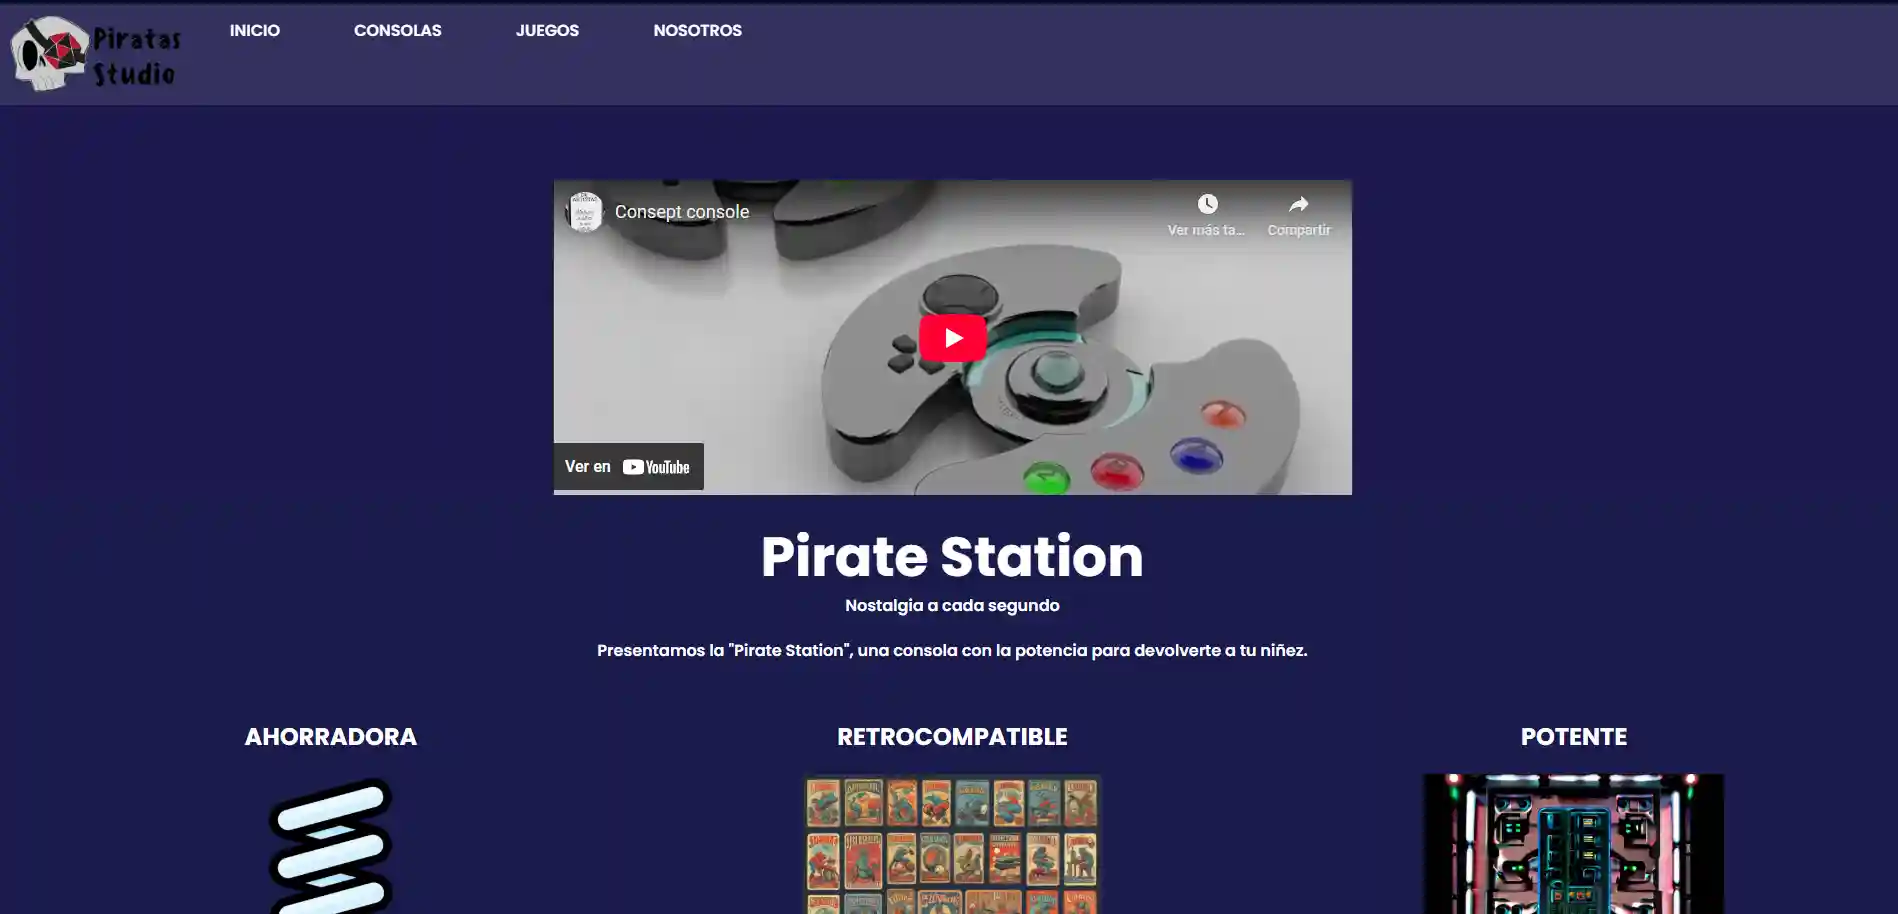 Piratas
Studio
INICIO
CONSOLAS
JUEGOS
NOSOTROS
Consept console
Ver más ta...
Compartir
Ver en YouTube
Pirate Station
Nostalgia a cada segundo
Presentamos la "Pirate Station", una consola con la potencia para devolverte a tu niñez.
AHORRADORA
RETROCOMPATIBLE
POTENTE